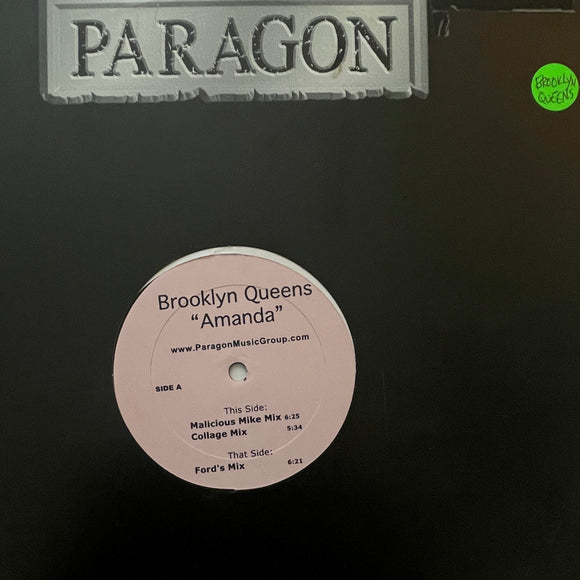 PARAGON
BROOKLYN
QUEENS
Brooklyn Queens
“Amanda”
www.ParagonMusicGroup.com
SIDE A
This Side:
Malicious Mike Mix 6:25
Collage Mix 5:34
That Side:
Ford's Mix 6:21